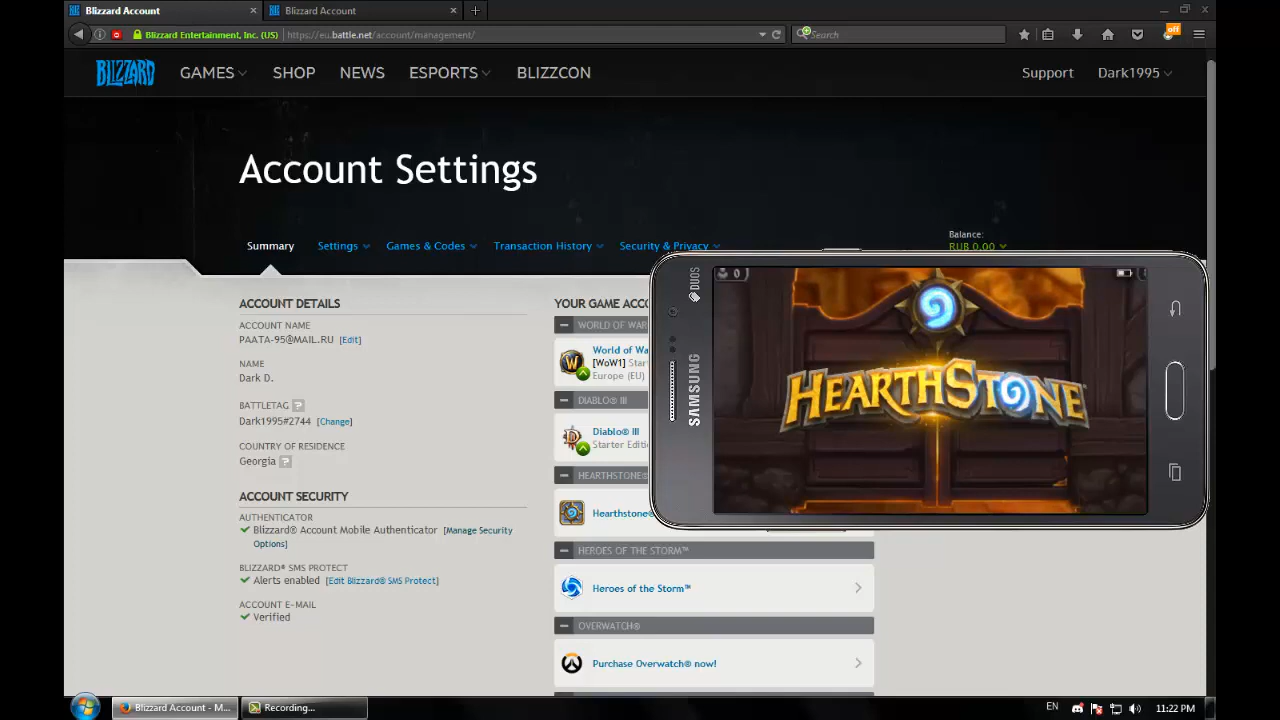 Blizzard Account
Blizzard Account
Blizzard Entertainment, Inc. (US)
https://eu.battle.net/account/management/
Search
off
BLIZZARD
GAMES
SHOP
NEWS
ESPORTS
BLIZZCON
Support
Dark1995
Account Settings
Summary
Settings
Games & Codes
Transaction History
Security & Privacy
Balance:
RUB 0.00
ACCOUNT DETAILS
ACCOUNT NAME
PAATA-95@MAIL.RU [Edit]
NAME
Dark D.
BATTLETAG ?
Dark1995#2744 [Change]
COUNTRY OF RESIDENCE
Georgia ?
ACCOUNT SECURITY
AUTHENTICATOR
Blizzard® Account Mobile Authenticator [Manage Security
Options]
BLIZZARD® SMS PROTECT
Alerts enabled [Edit Blizzard® SMS Protect]
ACCOUNT E-MAIL
Verified
YOUR GAME ACCO
WORLD OF WAR
World of Wa
[WoW1] Star
Europe (EU)
DIABLO® III
Diablo® III
Starter Editi
HEARTHSTONE®
Hearthstone®
HEROES OF THE STORM™
Heroes of the Storm™
OVERWATCH®
Purchase Overwatch® now!
DUOS
SAMSUNG
0
HEARTHSTONE
Blizzard Account - M...
Recording...
EN
11:22 PM